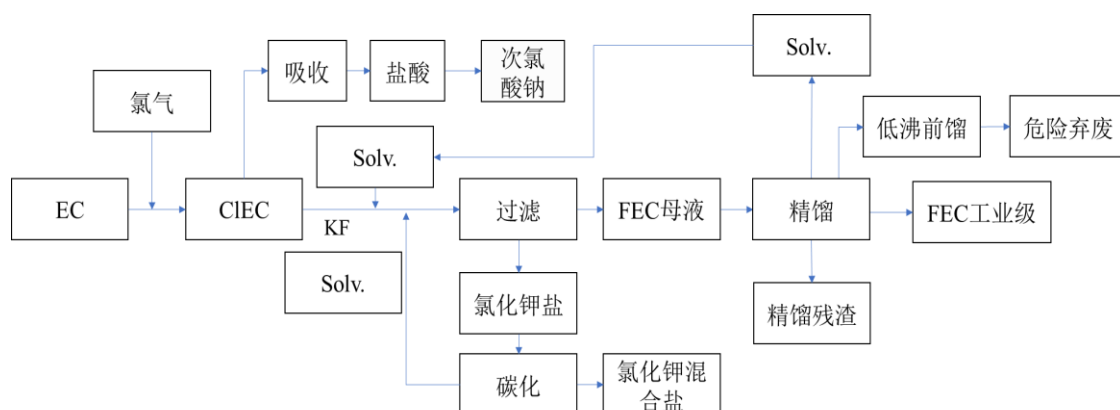 Solv.
吸收
盐酸
次氯
酸钠
氯气
低沸前馏
危险弃废
Solv.
EC
ClEC
过滤
FEC母液
精馏
FEC工业级
KF
Solv.
氯化钾盐
精馏残渣
碳化
氯化钾混
合盐